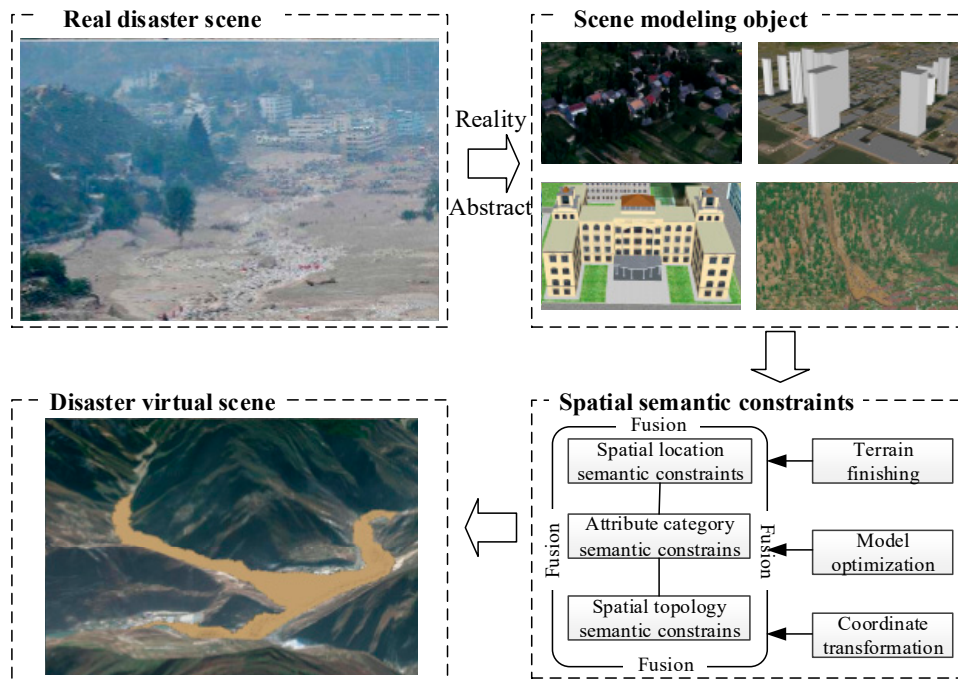 Real disaster scene
Scene modeling object
Reality
Abstract
Disaster virtual scene
Spatial semantic constraints
Fusion
Spatial location
semantic constraints
Attribute category
semantic constrains
Spatial topology
semantic constrains
Fusion
Fusion
Fusion
Terrain
finishing
Model
optimization
Coordinate
transformation